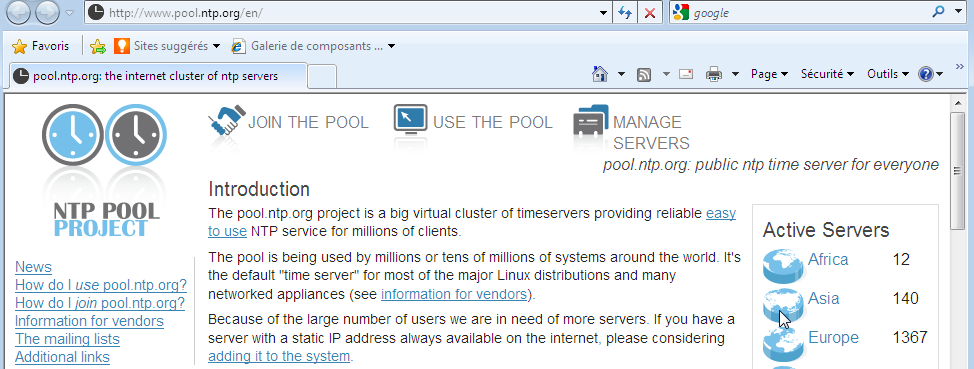 http://www.pool.ntp.org/en/
google
Favoris
Sites suggérés
Galerie de composants ...
pool.ntp.org: the internet cluster of ntp servers
Page
Sécurité
Outils
»
NTP POOL
PROJECT
JOIN THE POOL
USE THE POOL
MANAGE
SERVERS
pool.ntp.org: public ntp time server for everyone
News
How do I use pool.ntp.org?
How do I join pool.ntp.org?
Information for vendors
The mailing lists
Additional links
Introduction
The pool.ntp.org project is a big virtual cluster of timeservers providing reliable easy
to use NTP service for millions of clients.
The pool is being used by millions or tens of millions of systems around the world. It's
the default "time server" for most of the major Linux distributions and many
networked appliances (see information for vendors).
Because of the large number of users we are in need of more servers. If you have a
server with a static IP address always available on the internet, please considering
adding it to the system.
Active Servers
Africa 12
Asia 140
Europe 1367